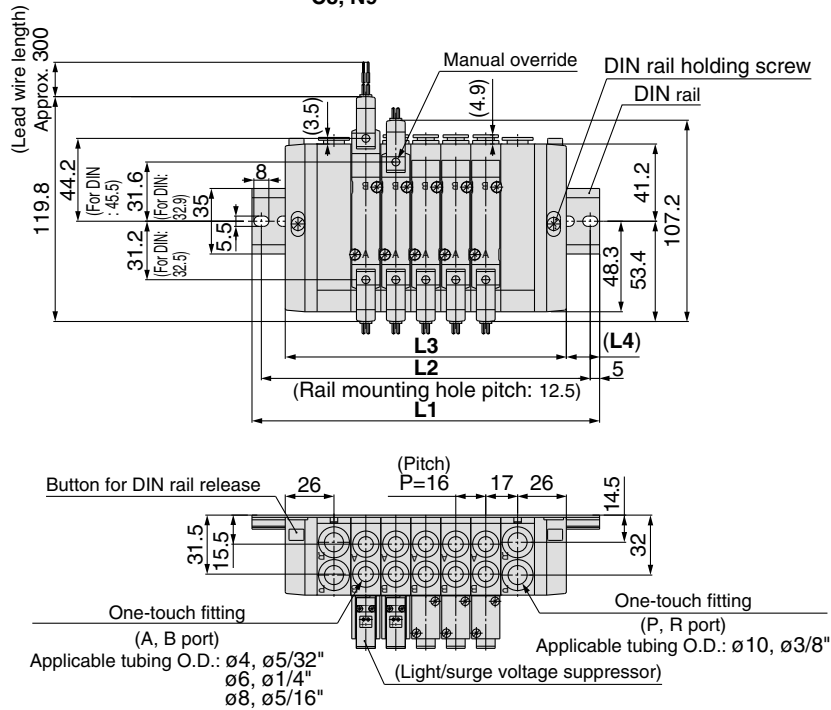 (Lead wire length)
Approx. 300
Manual override
DIN rail holding screw
DIN rail
(3.5)
(4.9)
119.8
44.2
(For DIN
: 45.5)
31.6
(For DIN:
32.9)
8
35
5.5
31.2
(For DIN:
32.5)
B B B B B
A A A A A
41.2
107.2
48.3
53.4
L3
(L4)
L2
5
(Rail mounting hole pitch: 12.5)
L1
(Pitch)
P=16
17
26
14.5
Button for DIN rail release
26
31.5
15.5
32
One-touch fitting
(A, B port)
Applicable tubing O.D.: ø4, ø5/32"
ø6, ø1/4"
ø8, ø5/16"
One-touch fitting
(P, R port)
Applicable tubing O.D.: ø10, ø3/8"
(Light/surge voltage suppressor)